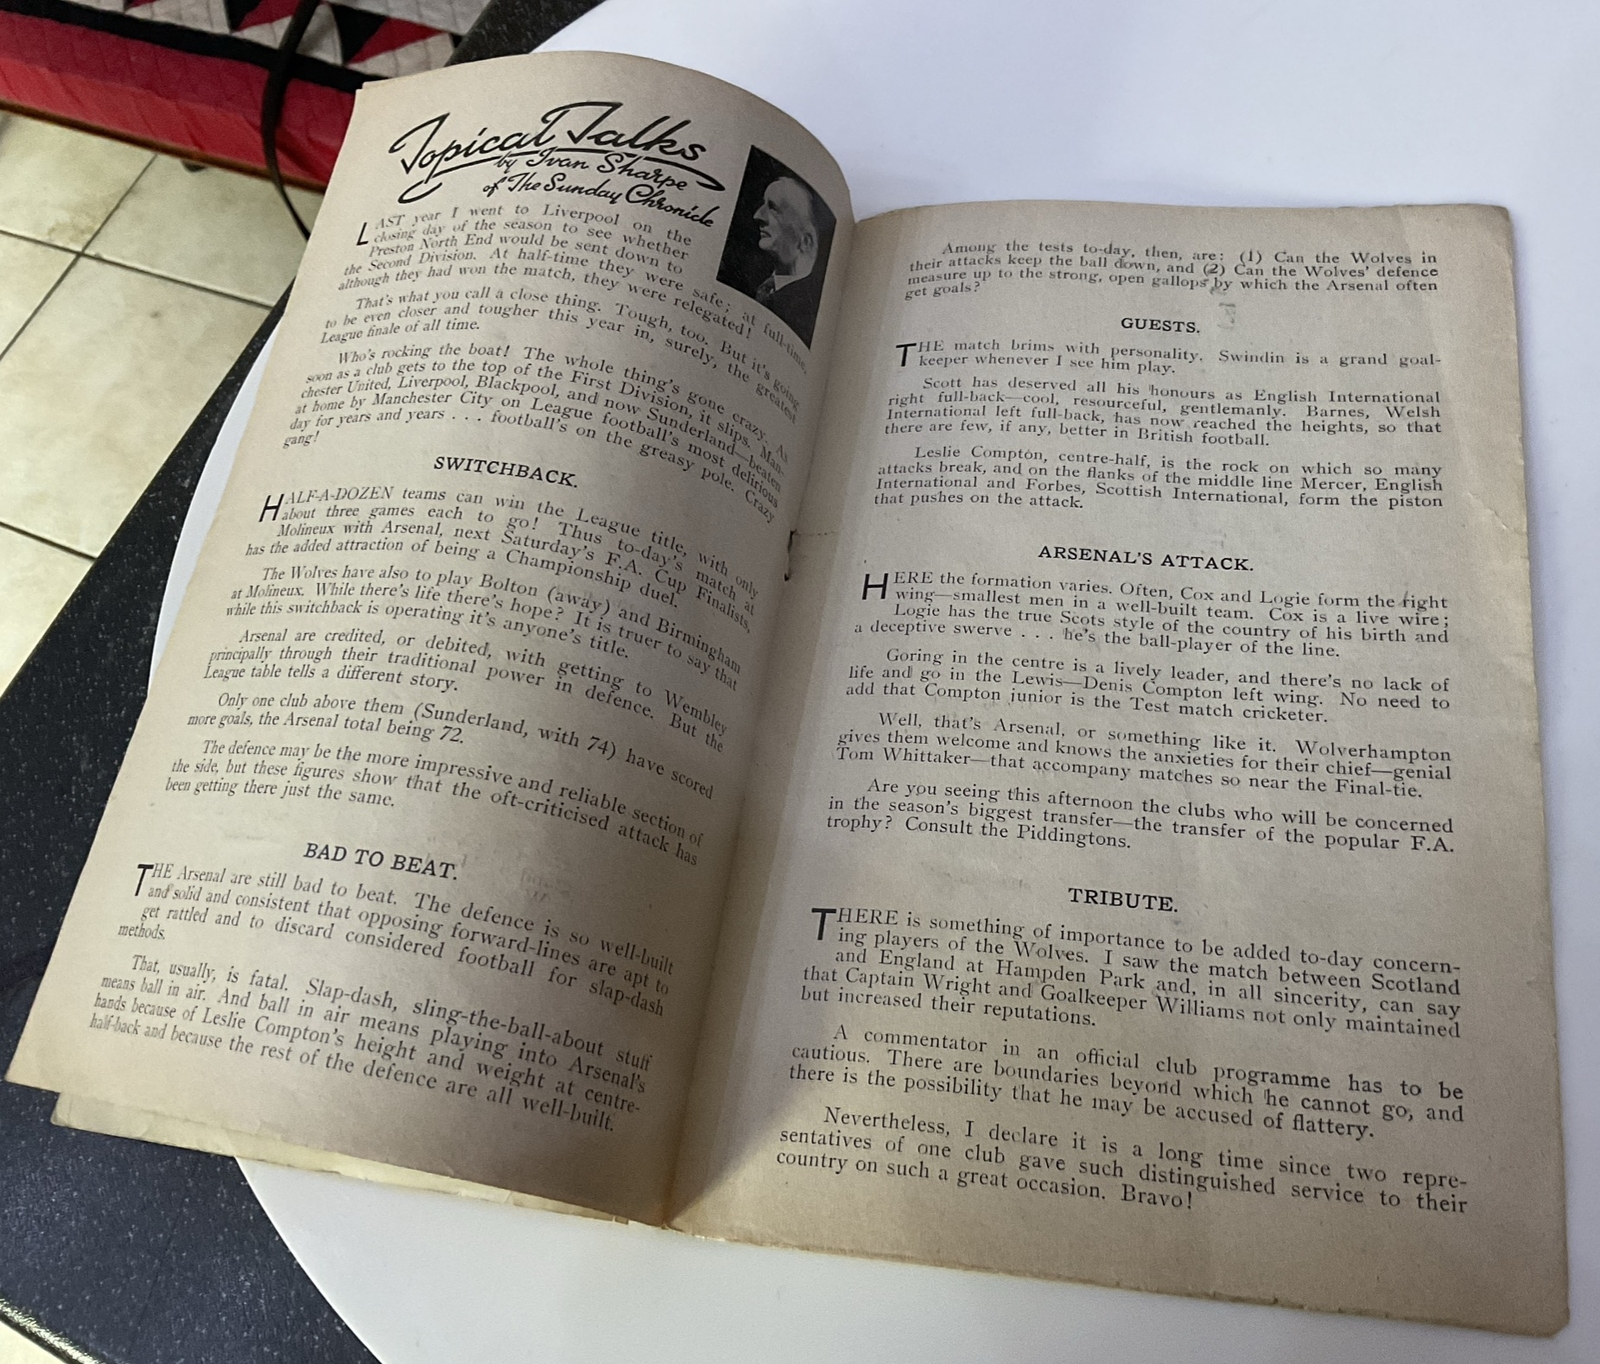 Topical Talks
by Ivan Sharpe
of The Sunday Chronicle
LAST year I went to Liverpool on the
closing day of the season to see whether
Preston North End would be sent down to
the Second Division. At half-time they were safe; at full-time,
although they had won the match, they were relegated!
That's what you call a close thing. Tough, too. But it's going
to be even closer and tougher this year in, surely, the greatest
League finale of all time.
Who's rocking the boat! The whole thing's gone crazy. As
soon as a club gets to the top of the First Division, it slips. Man-
chester United, Liverpool, Blackpool, and now Sunderland—beaten
at home by Manchester City on League football's most delirious
day for years and years . . . football's on the greasy pole. Crazy
gang!
SWITCHBACK.
HALF-A-DOZEN teams can win the League title, with only
about three games each to go! Thus to-day's match at
Molineux with Arsenal, next Saturday's F.A. Cup Finalists,
has the added attraction of being a Championship duel.
The Wolves have also to play Bolton (away) and Birmingham
at Molineux. While there's life there's hope? It is truer to say that
while this switchback is operating it's anyone's title.
Arsenal are credited, or debited, with getting to Wembley
principally through their traditional power in defence. But the
League table tells a different story.
Only one club above them (Sunderland, with 74) have scored
more goals, the Arsenal total being 72.
The defence may be the more impressive and reliable section of
the side, but these figures show that the oft-criticised attack has
been getting there just the same.
BAD TO BEAT.
THE Arsenal are still bad to beat. The defence is so well-built
and solid and consistent that opposing forward-lines are apt to
get rattled and to discard considered football for slap-dash
methods.
That, usually, is fatal. Slap-dash, sling-the-ball-about stuff
means ball in air. And ball in air means playing into Arsenal's
hands because of Leslie Compton's height and weight at centre-
half-back and because the rest of the defence are all well-built.
Among the tests to-day, then, are: (1) Can the Wolves in
their attacks keep the ball down, and (2) Can the Wolves' defence
measure up to the strong, open gallops by which the Arsenal often
get goals?
GUESTS.
THE match brims with personality. Swindin is a grand goal-
keeper whenever I see him play.
Scott has deserved all his honours as English International
right full-back—cool, resourceful, gentlemanly. Barnes, Welsh
International left full-back, has now reached the heights, so that
there are few, if any, better in British football.
Leslie Compton, centre-half, is the rock on which so many
attacks break, and on the flanks of the middle line Mercer, English
International and Forbes, Scottish International, form the piston
that pushes on the attack.
ARSENAL'S ATTACK.
HERE the formation varies. Often, Cox and Logie form the right
wing—smallest men in a well-built team. Cox is a live wire;
Logie has the true Scots style of the country of his birth and
a deceptive swerve . . . he's the ball-player of the line.
Goring in the centre is a lively leader, and there's no lack of
life and go in the Lewis—Denis Compton left wing. No need to
add that Compton junior is the Test match cricketer.
Well, that's Arsenal, or something like it. Wolverhampton
gives them welcome and knows the anxieties for their chief—genial
Tom Whittaker—that accompany matches so near the Final-tie.
Are you seeing this afternoon the clubs who will be concerned
in the season's biggest transfer—the transfer of the popular F.A.
trophy? Consult the Piddingtons.
TRIBUTE.
THERE is something of importance to be added to-day concern-
ing players of the Wolves. I saw the match between Scotland
and England at Hampden Park and, in all sincerity, can say
that Captain Wright and Goalkeeper Williams not only maintained
but increased their reputations.
A commentator in an official club programme has to be
cautious. There are boundaries beyond which he cannot go, and
there is the possibility that he may be accused of flattery.
Nevertheless, I declare it is a long time since two repre-
sentatives of one club gave such distinguished service to their
country on such a great occasion. Bravo!